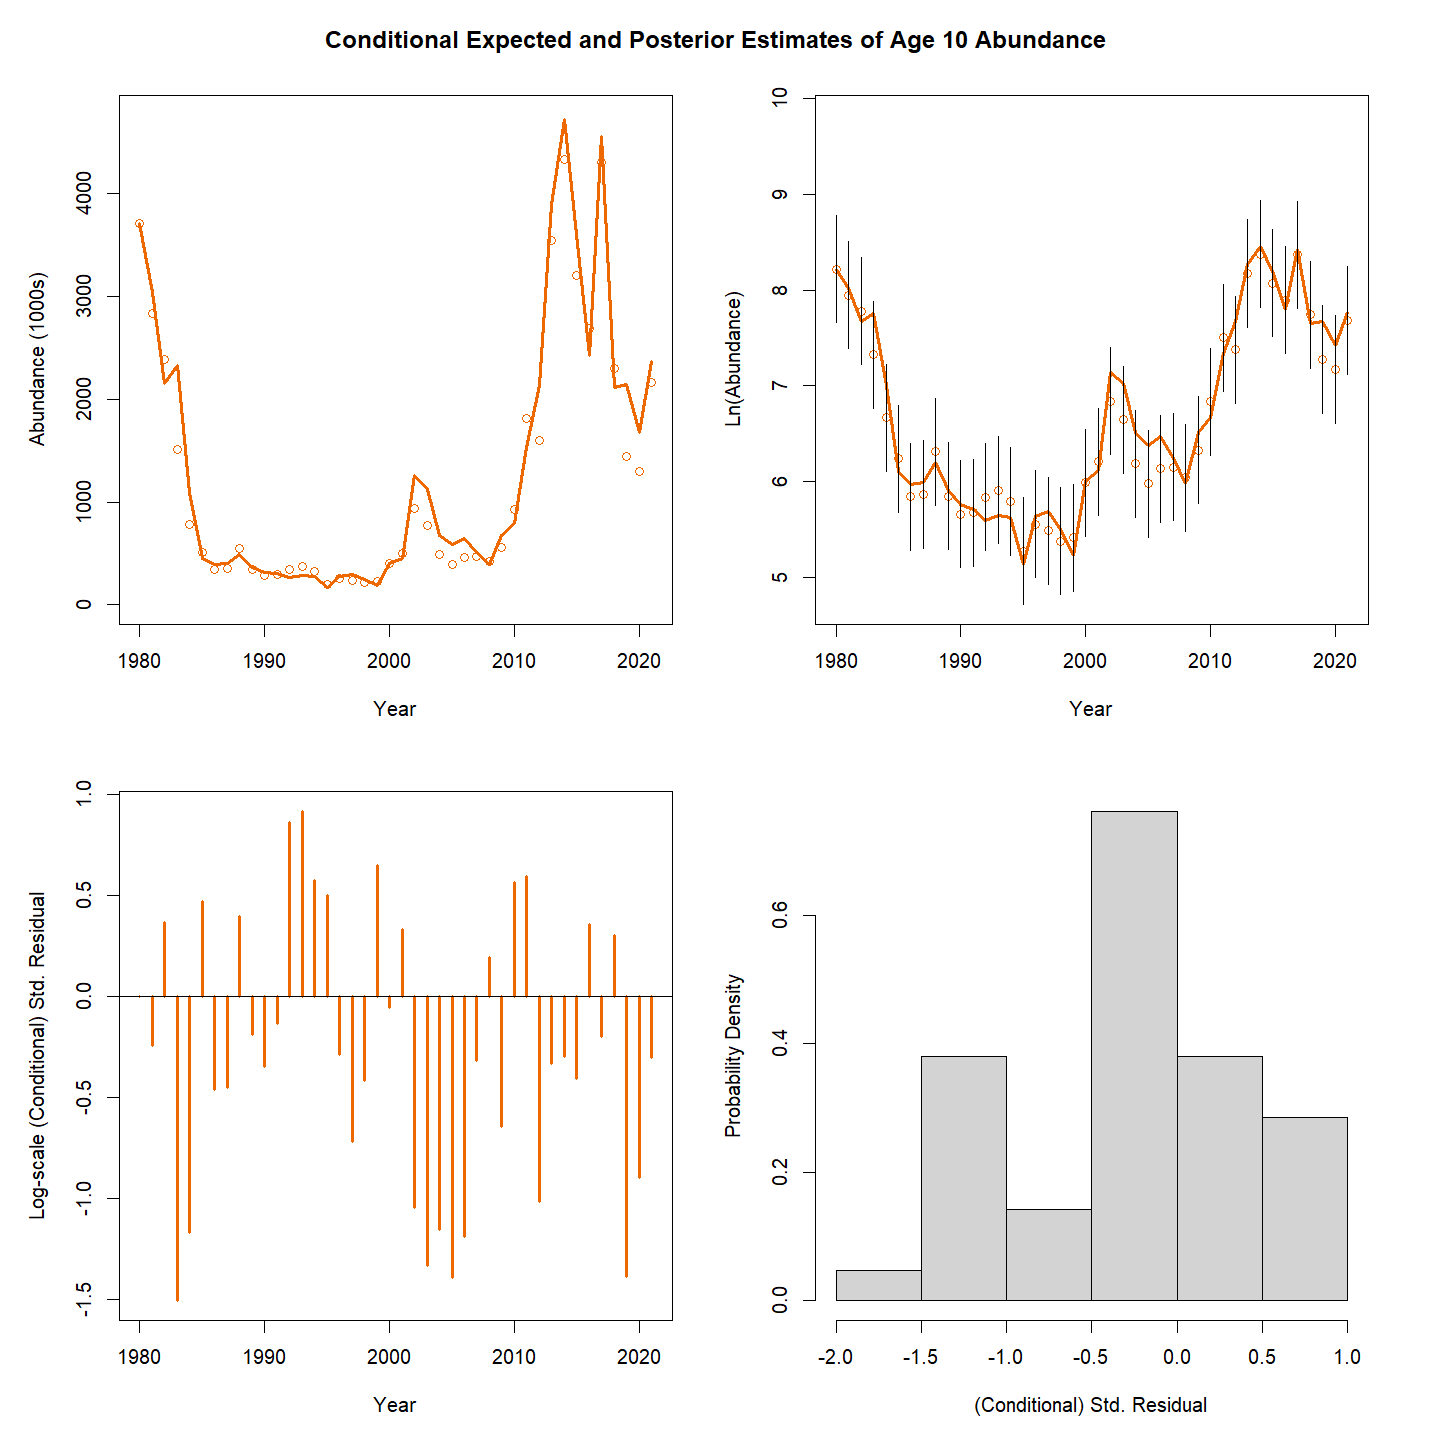 Conditional Expected and Posterior Estimates of Age 10 Abundance
Abundance (1000s)
4000
3000
2000
1000
0
1980 1990 2000 2010 2020
Year
Ln(Abundance)
10
9
8
7
6
5
1980 1990 2000 2010 2020
Year
Log-scale (Conditional) Std. Residual
1.0
0.5
0.0
-0.5
-1.0
-1.5
1980 1990 2000 2010 2020
Year
Probability Density
0.6
0.4
0.2
0.0
-2.0 -1.5 -1.0 -0.5 0.0 0.5 1.0
(Conditional) Std. Residual